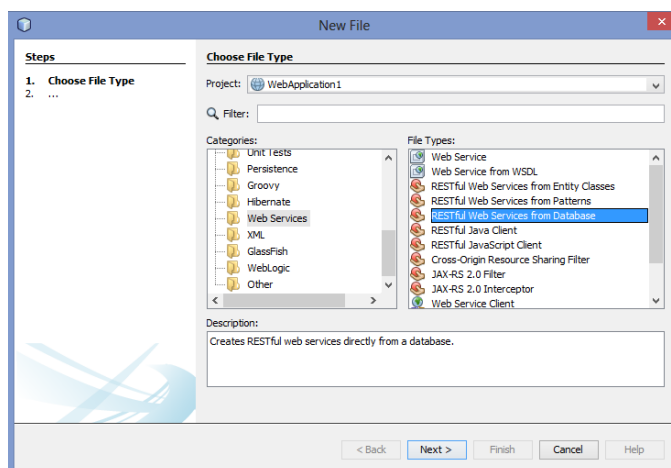 New File
Steps
1. Choose File Type
2. ...
Choose File Type
Project: WebApplication1
Filter:
Categories:
Unit Tests
Persistence
Groovy
Hibernate
Web Services
XML
GlassFish
WebLogic
Other
File Types:
Web Service
Web Service from WSDL
RESTful Web Services from Entity Classes
RESTful Web Services from Patterns
RESTful Web Services from Database
RESTful Java Client
RESTful JavaScript Client
Cross-Origin Resource Sharing Filter
JAX-RS 2.0 Filter
JAX-RS 2.0 Interceptor
Web Service Client
Description:
Creates RESTful web services directly from a database.
< Back
Next >
Finish
Cancel
Help